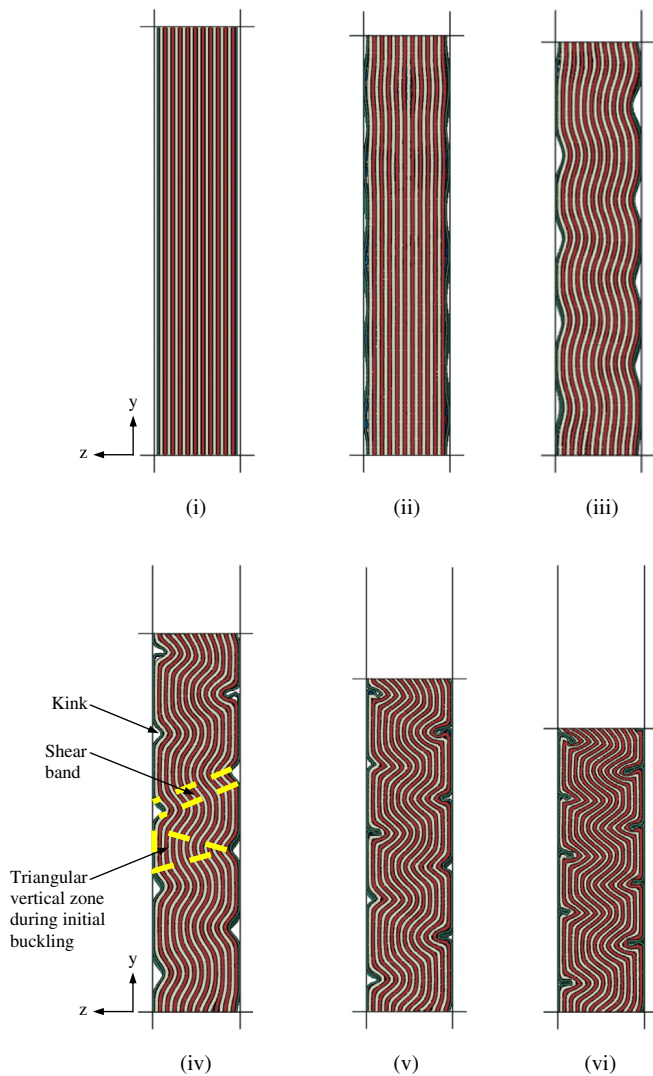 y
z
(i)
(ii)
(iii)
Kink
Shear
band
Triangular
vertical zone
during initial
buckling
y
z
(iv)
(v)
(vi)